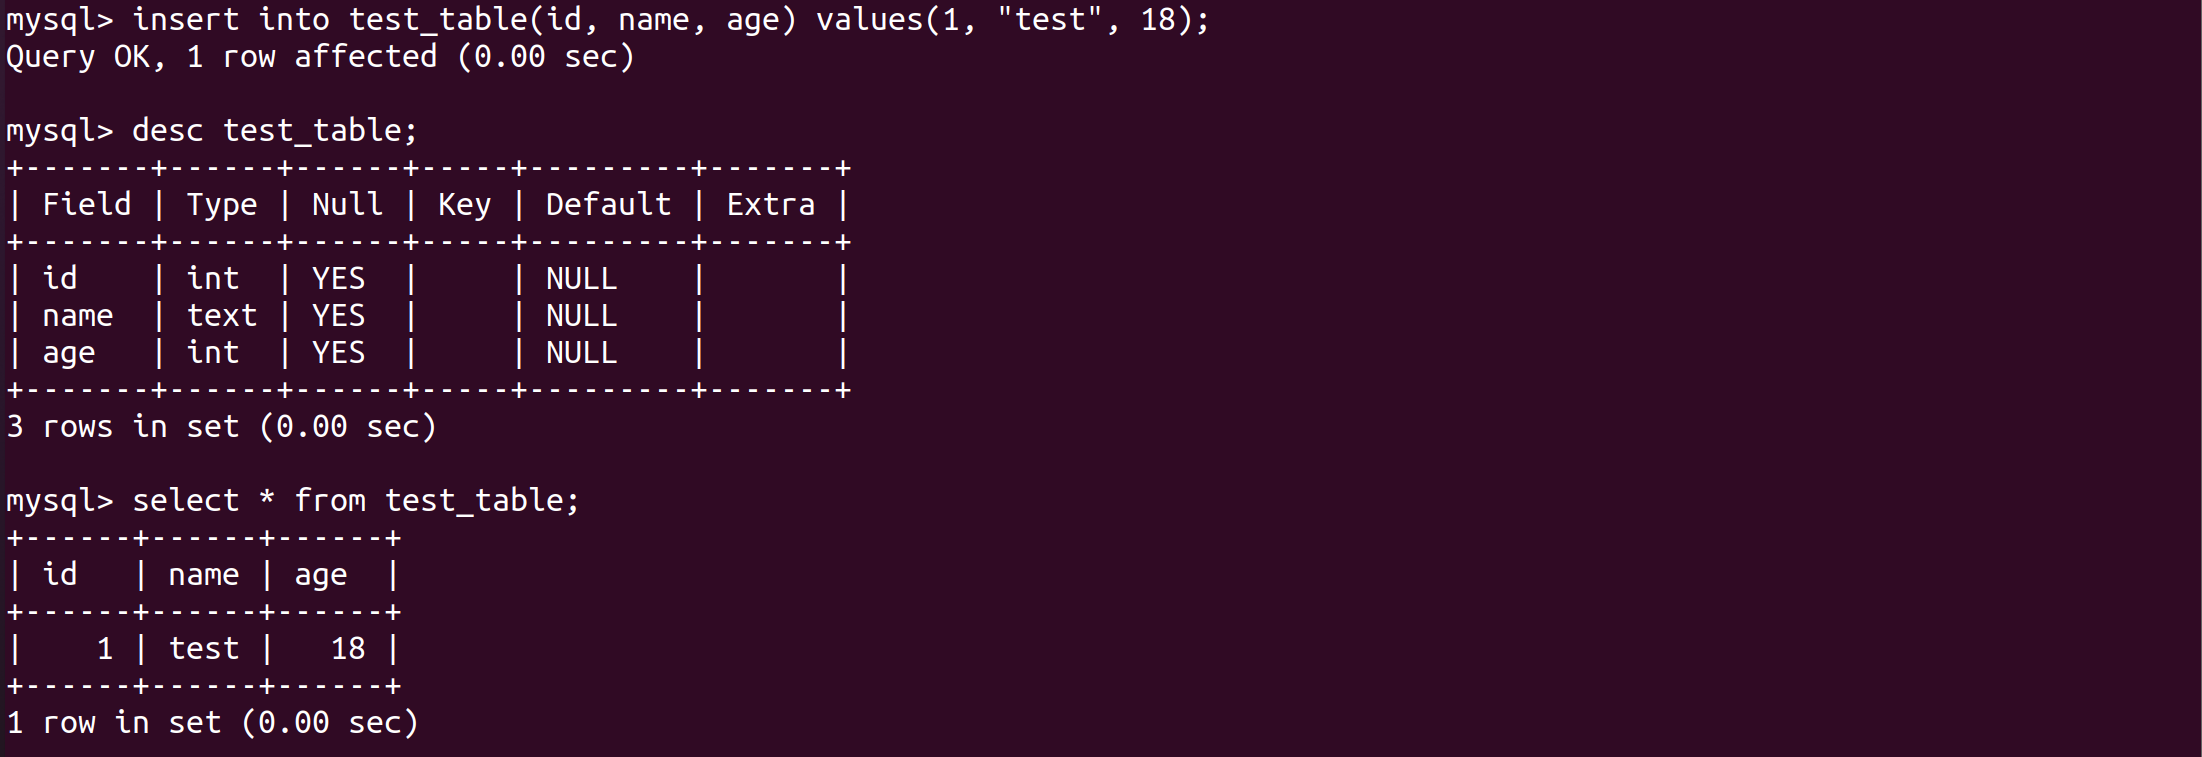 mysql> insert into test_table(id, name, age) values(1, "test", 18);
Query OK, 1 row affected (0.00 sec)

mysql> desc test_table;
+-------+------+------+-----+---------+-------+
| Field | Type | Null | Key | Default | Extra |
+-------+------+------+-----+---------+-------+
| id    | int  | YES  |     | NULL    |       |
| name  | text | YES  |     | NULL    |       |
| age   | int  | YES  |     | NULL    |       |
+-------+------+------+-----+---------+-------+
3 rows in set (0.00 sec)

mysql> select * from test_table;
+------+------+------+
| id   | name | age  |
+------+------+------+
|    1 | test |   18 |
+------+------+------+
1 row in set (0.00 sec)